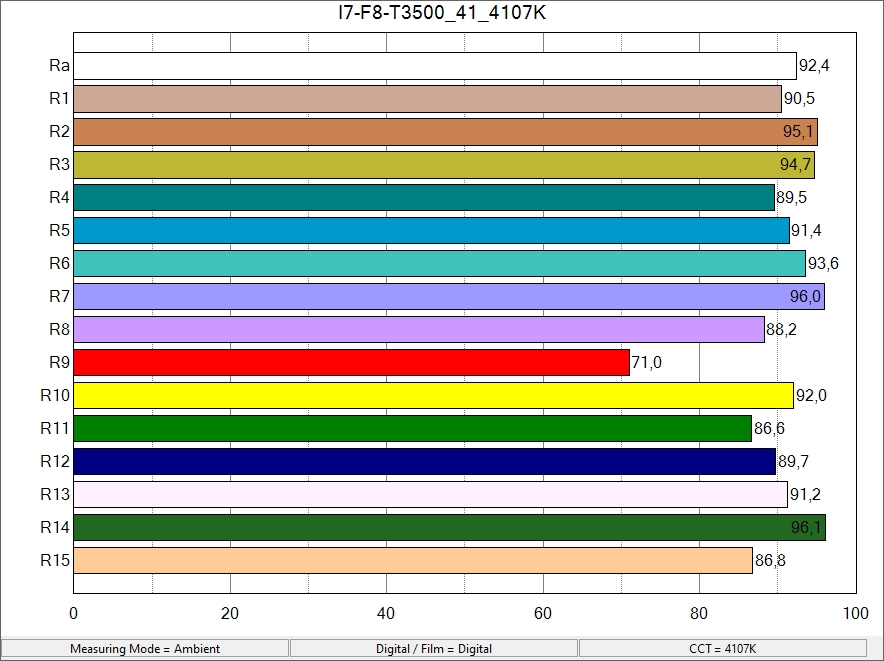 I7-F8-T3500_41_4107K
Ra 92,4
R1 90,5
R2 95,1
R3 94,7
R4 89,5
R5 91,4
R6 93,6
R7 96,0
R8 88,2
R9 71,0
R10 92,0
R11 86,6
R12 89,7
R13 91,2
R14 96,1
R15 86,8
0 20 40 60 80 100
Measuring Mode = Ambient Digital / Film = Digital CCT = 4107K